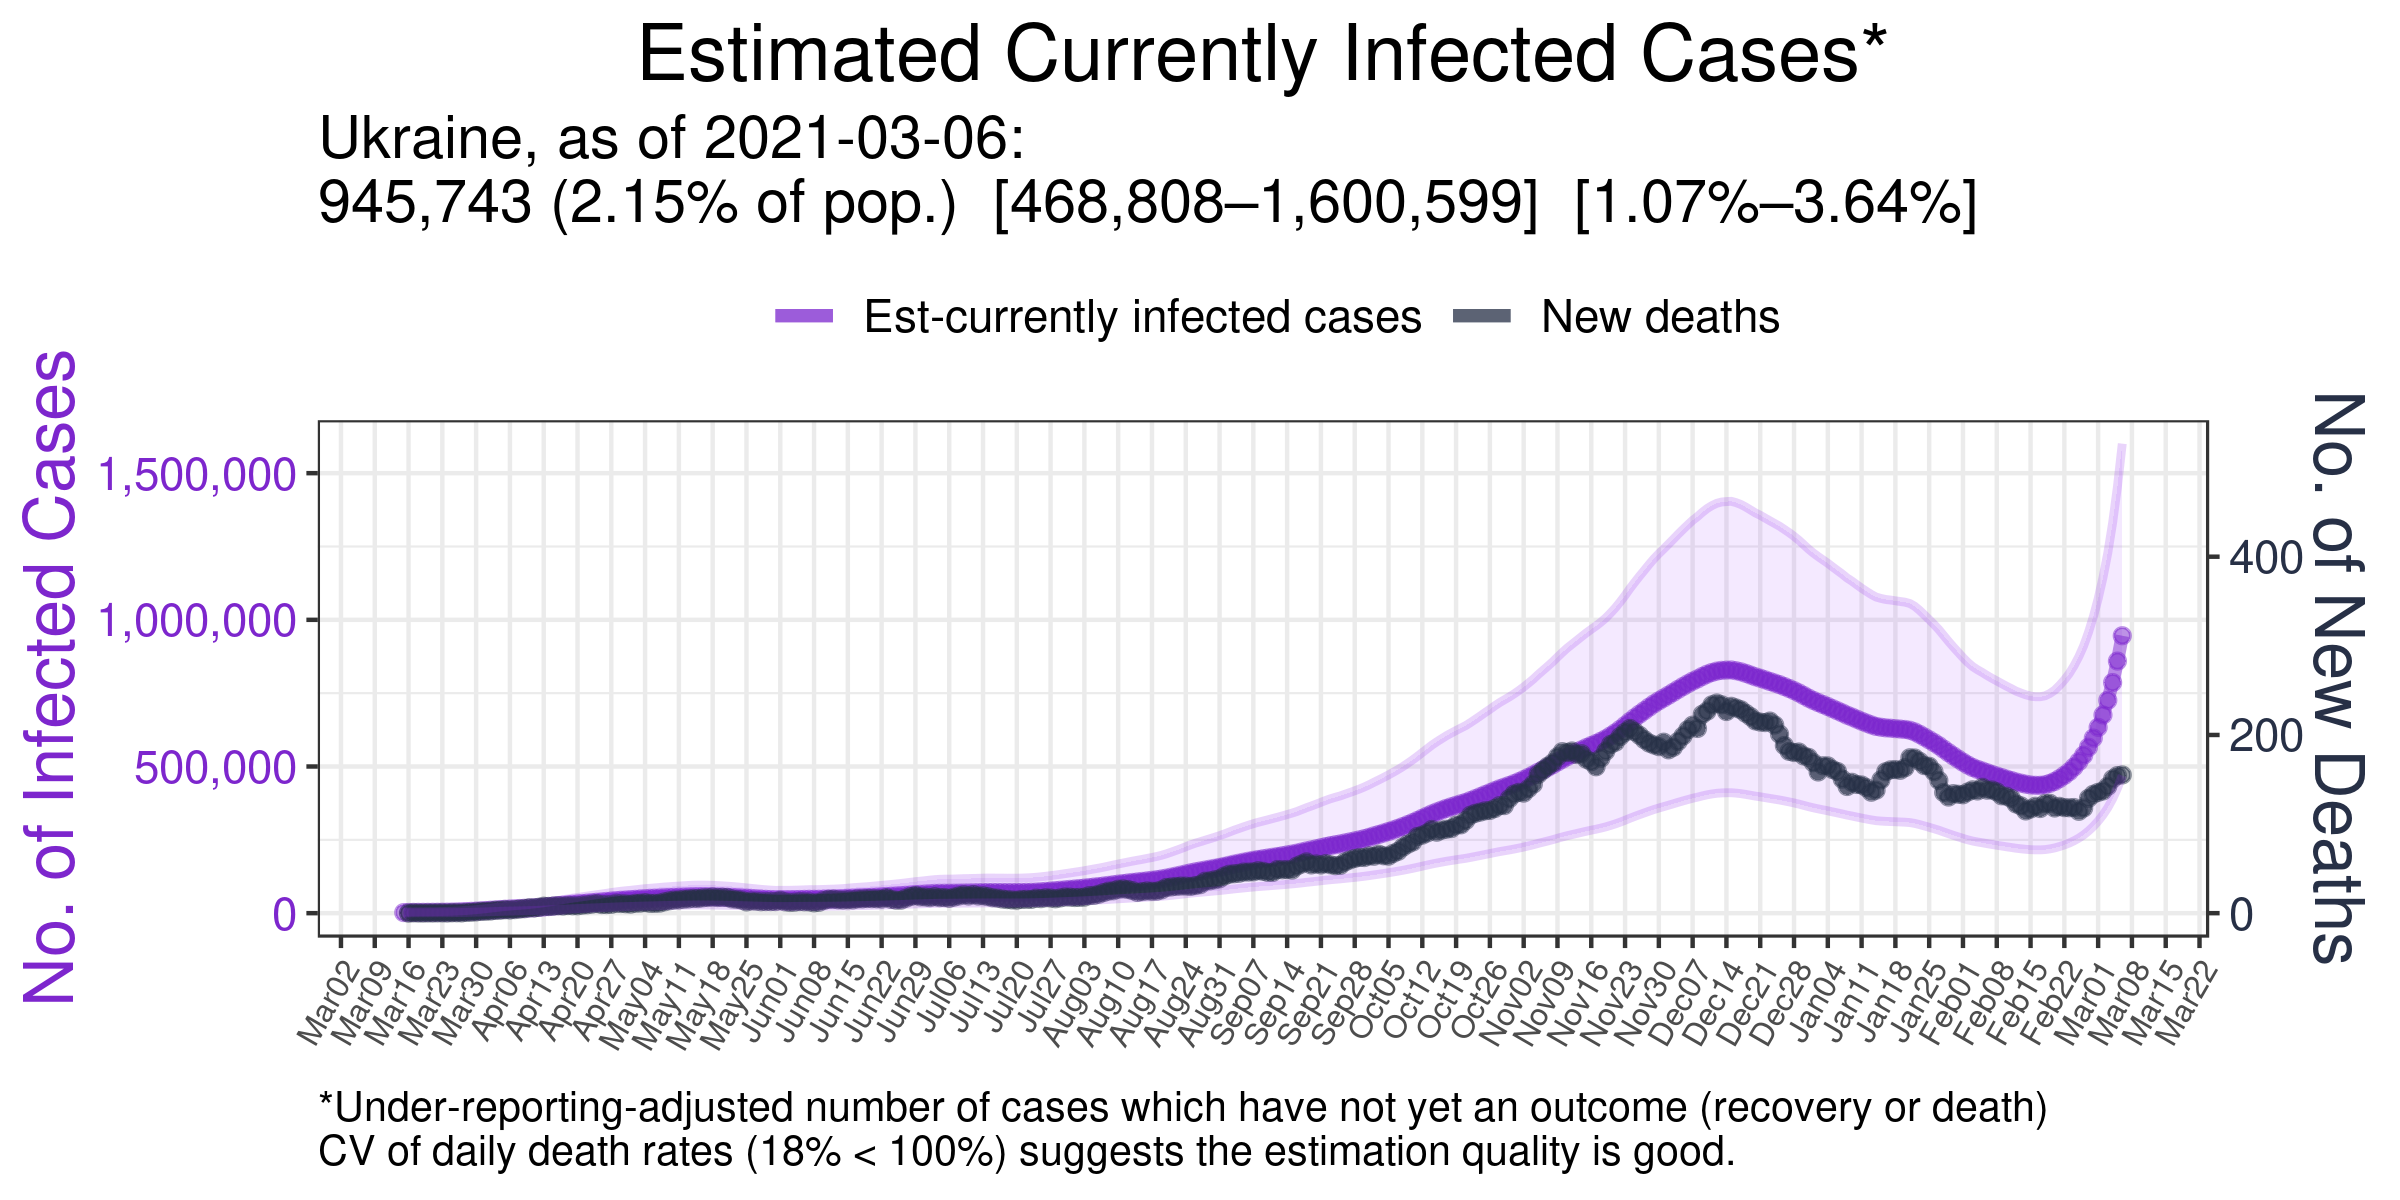 Estimated Currently Infected Cases*
Ukraine, as of 2021-03-06:
945,743 (2.15% of pop.) [468,808–1,600,599] [1.07%–3.64%]
Est-currently infected cases
New deaths
No. of Infected Cases
1,500,000
1,000,000
500,000
0
No. of New Deaths
400
200
0
Mar02
Mar09
Mar16
Mar23
Mar30
Apr06
Apr13
Apr20
Apr27
May04
May11
May18
May25
Jun01
Jun08
Jun15
Jun22
Jun29
Jul06
Jul13
Jul20
Jul27
Aug03
Aug10
Aug17
Aug24
Aug31
Sep07
Sep14
Sep21
Sep28
Oct05
Oct12
Oct19
Oct26
Nov02
Nov09
Nov16
Nov23
Nov30
Dec07
Dec14
Dec21
Dec28
Jan04
Jan11
Jan18
Jan25
Feb01
Feb08
Feb15
Feb22
Mar01
Mar08
Mar15
Mar22
*Under-reporting-adjusted number of cases which have not yet an outcome (recovery or death)
CV of daily death rates (18% < 100%) suggests the estimation quality is good.